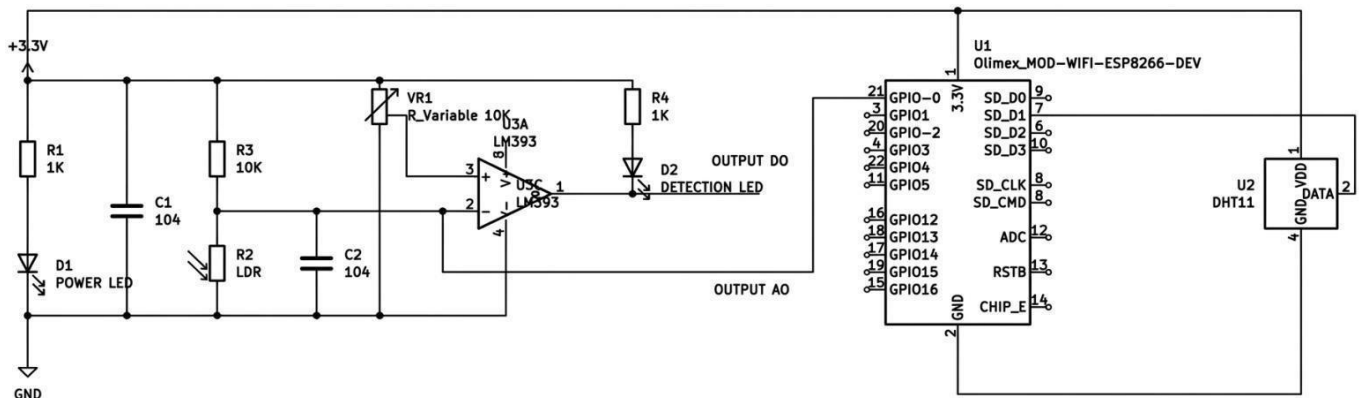 +3.3V
R1
1K
D1
POWER LED
GND
C1
104
R3
10K
R2
LDR
C2
104
VR1
R_Variable 10K
U3A
LM393
8
V+
3
+
2
-
U3C
LM393
V-
4
1
R4
1K
D2
DETECTION LED
OUTPUT DO
OUTPUT AO
U1
Olimex_MOD-WIFI-ESP8266-DEV
1
3.3V
21 GPIO-0
3 GPIO1
20 GPIO-2
4 GPIO3
22 GPIO4
11 GPIO5
16 GPIO12
18 GPIO13
17 GPIO14
19 GPIO15
15 GPIO16
SD_D0 9
SD_D1 7
SD_D2 6
SD_D3 10
SD_CLK 8
SD_CMD 8
ADC 12
RSTB 13
CHIP_E 14
GND
2
U2
DHT11
1
VDD
DATA 2
GND
4